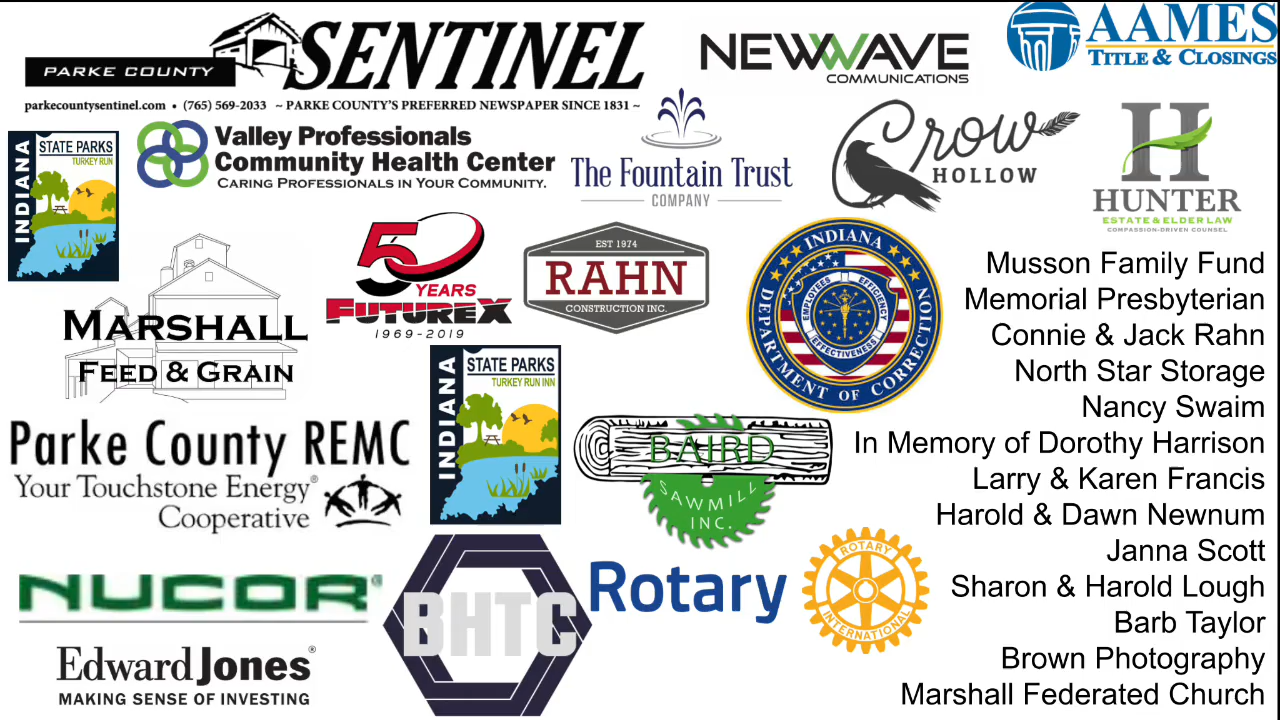 PARKE COUNTY
SENTINEL
parkecountysentinel.com • (765) 569-2033 ~ PARKE COUNTY'S PREFERRED NEWSPAPER SINCE 1831 ~
NEWWAVE
COMMUNICATIONS
AAMES
TITLE & CLOSINGS
INDIANA
STATE PARKS
TURKEY RUN
Valley Professionals
Community Health Center
CARING PROFESSIONALS IN YOUR COMMUNITY.
The Fountain Trust
COMPANY
Crow
HOLLOW
H
HUNTER
ESTATE & ELDER LAW
COMPASSION-DRIVEN COUNSEL
MARSHALL
FEED & GRAIN
50
YEARS
FUTUREX
1969-2019
EST 1974
RAHN
CONSTRUCTION INC.
INDIANA
DEPARTMENT OF CORRECTION
EMPLOYEES
EFFICIENCY
EFFECTIVENESS
Musson Family Fund
Memorial Presbyterian
Connie & Jack Rahn
North Star Storage
Nancy Swaim
In Memory of Dorothy Harrison
Larry & Karen Francis
Harold & Dawn Newnum
Janna Scott
Sharon & Harold Lough
Barb Taylor
Brown Photography
Marshall Federated Church
Parke County REMC
Your Touchstone Energy®
Cooperative
INDIANA
STATE PARKS
TURKEY RUN INN
BAIRD
SAWMILL
INC.
NUCOR®
BHTC
Rotary
ROTARY
INTERNATIONAL
Edward Jones®
MAKING SENSE OF INVESTING